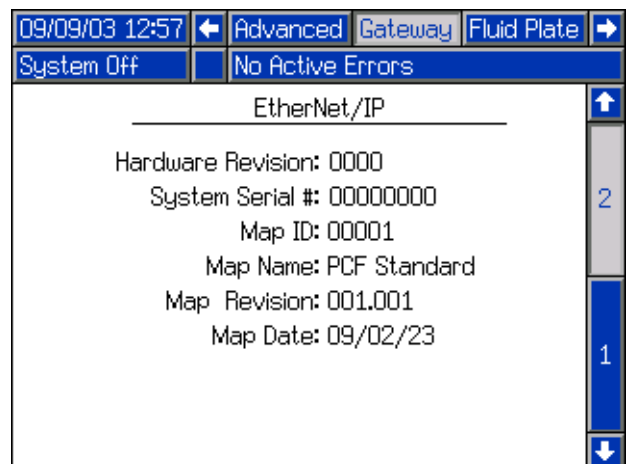 09/09/03 12:57 Advanced Gateway Fluid Plate
System Off No Active Errors
EtherNet/IP
Hardware Revision: 0000
System Serial #: 00000000
Map ID: 00001
Map Name: PCF Standard
Map Revision: 001.001
Map Date: 09/02/23
2
1